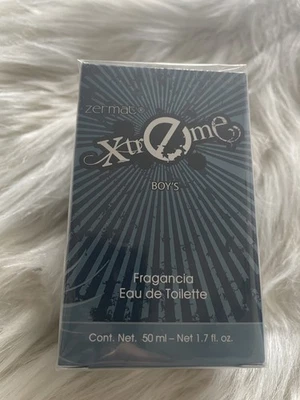 zermat®
Xtreme
BOY'S
Fragancia
Eau de Toilette
Cont. Net. 50 ml – Net 1.7 fl. oz.